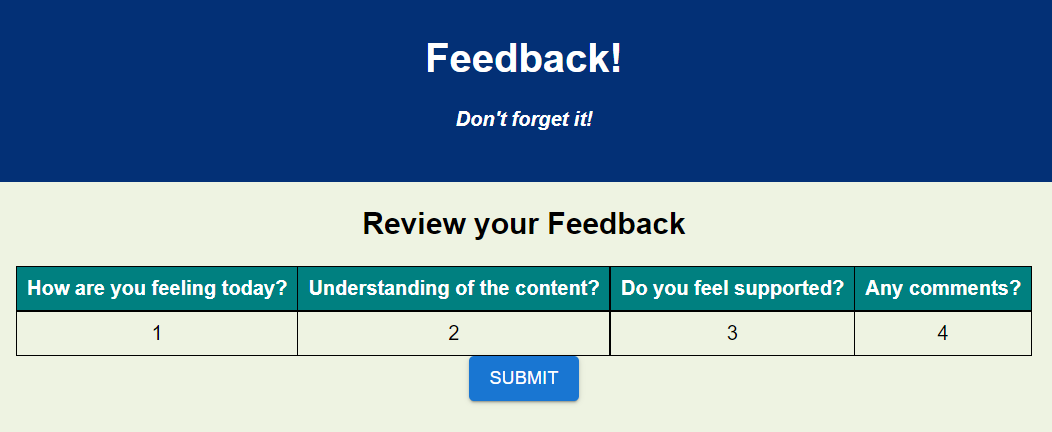 Feedback!
Don't forget it!
Review your Feedback
How are you feeling today? Understanding of the content? Do you feel supported? Any comments?
1 2 3 4
SUBMIT